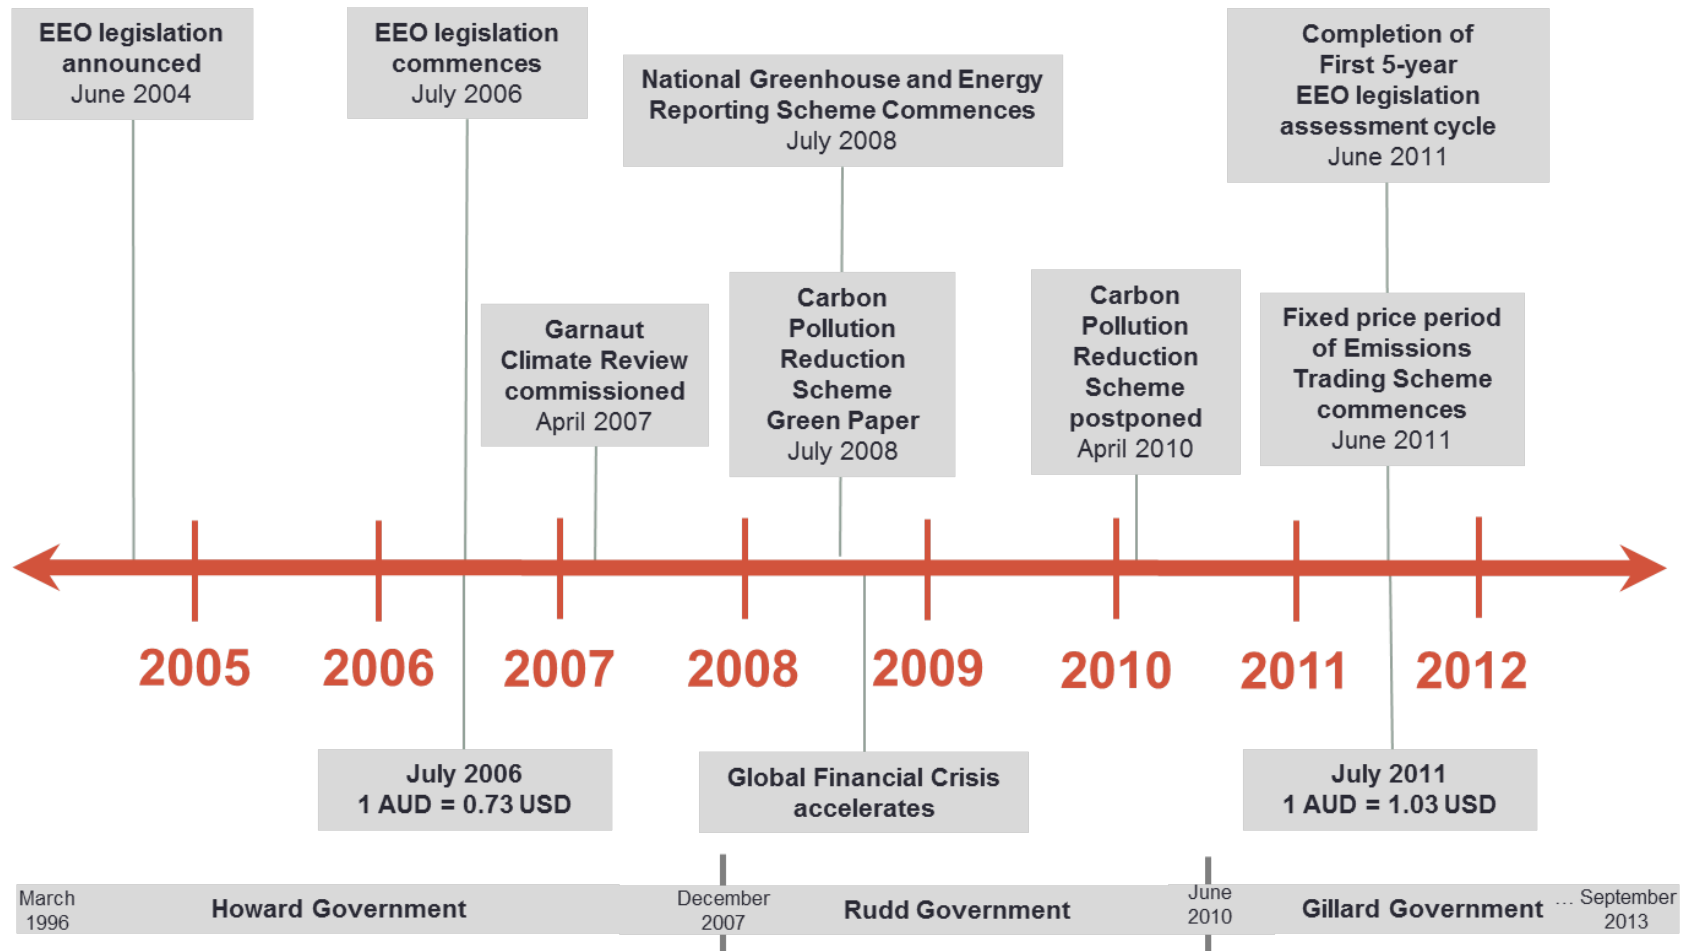 EEO legislation
announced
June 2004
EEO legislation
commences
July 2006
National Greenhouse and Energy
Reporting Scheme Commences
July 2008
Completion of
First 5-year
EEO legislation
assessment cycle
June 2011
Garnaut
Climate Review
commissioned
April 2007
Carbon
Pollution
Reduction
Scheme
Green Paper
July 2008
Carbon
Pollution
Reduction
Scheme
postponed
April 2010
Fixed price period
of Emissions
Trading Scheme
commences
June 2011
2005
2006
2007
2008
2009
2010
2011
2012
July 2006
1 AUD = 0.73 USD
Global Financial Crisis
accelerates
July 2011
1 AUD = 1.03 USD
March
1996
Howard Government
December
2007
Rudd Government
June
2010
Gillard Government
... September
2013